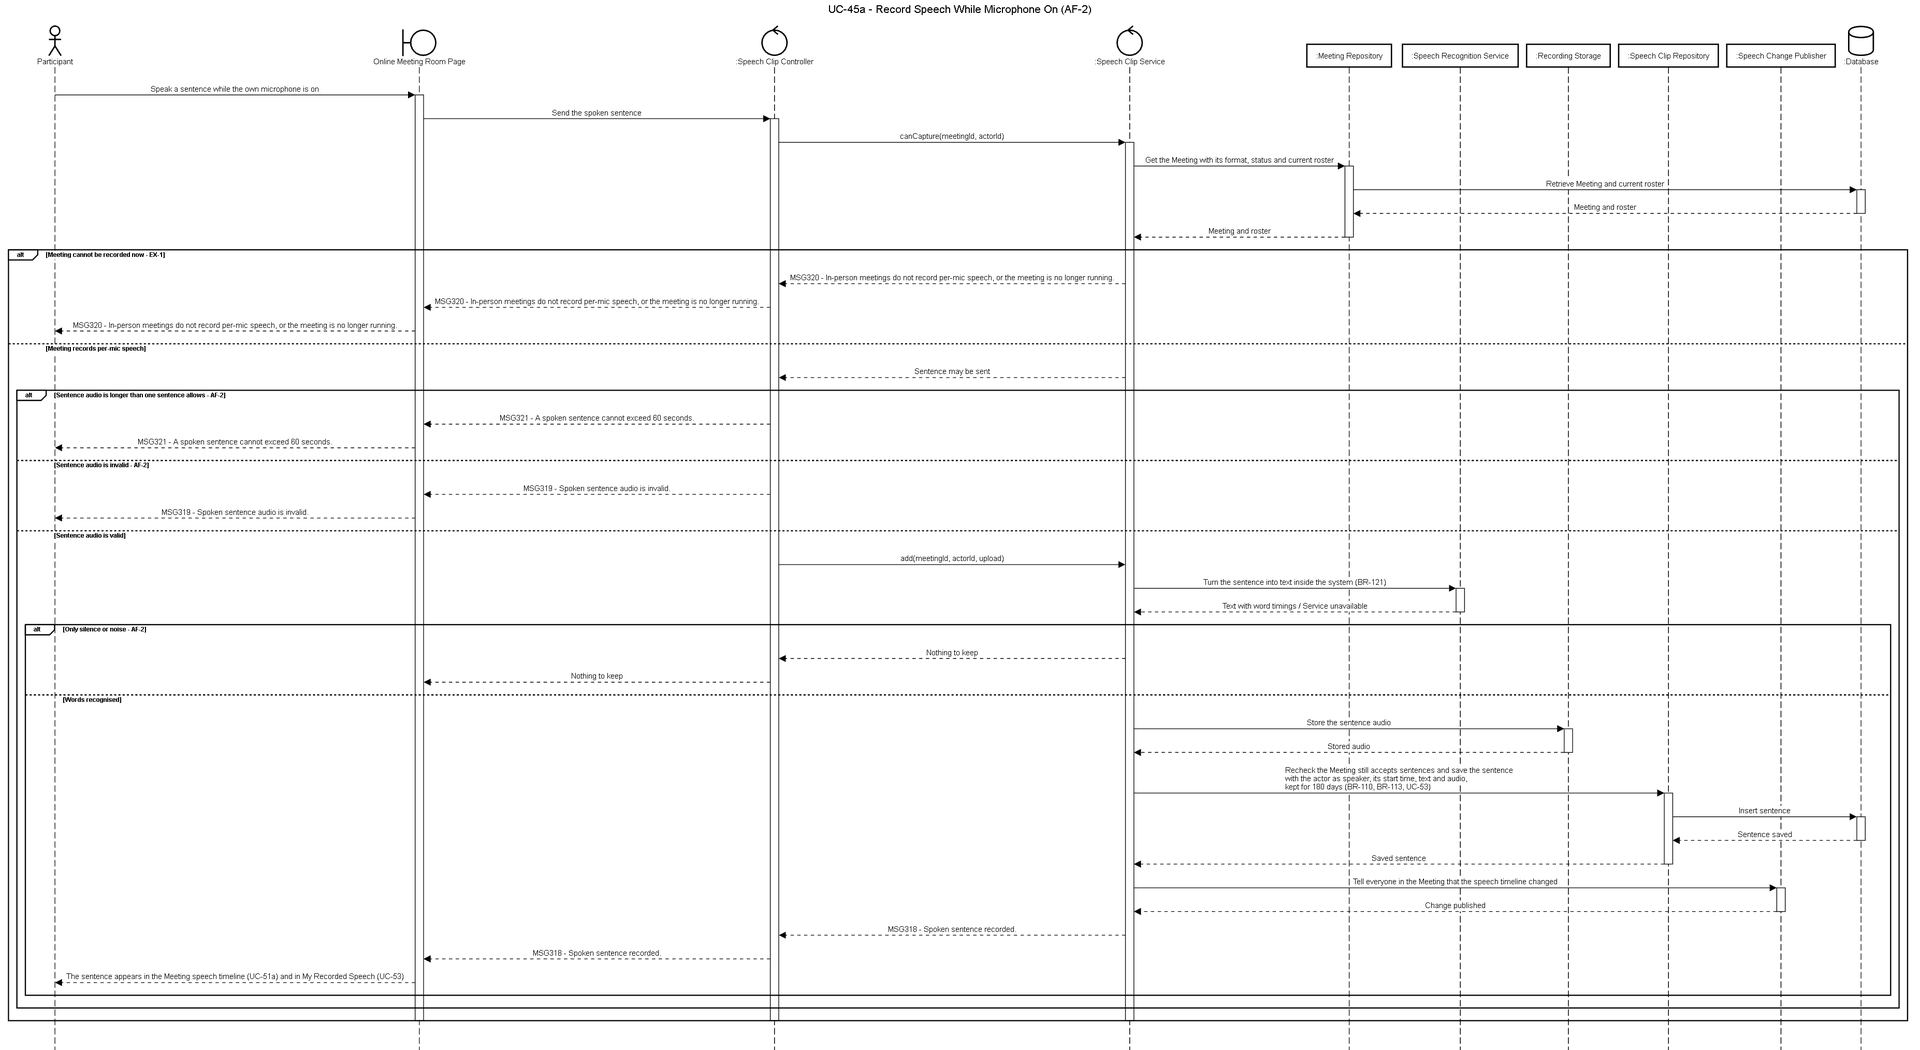 UC-45a - Record Speech While Microphone On (AF-2)
Participant
Online Meeting Room Page
:Speech Clip Controller
:Speech Clip Service
:Meeting Repository
:Speech Recognition Service
:Recording Storage
:Speech Clip Repository
:Speech Change Publisher
:Database
Speak a sentence while the own microphone is on
Send the spoken sentence
canCapture(meetingId, actorId)
Get the Meeting with its format, status and current roster
Retrieve Meeting and current roster
Meeting and roster
Meeting and roster
alt
[Meeting cannot be recorded now - EX-1]
MSG320 - In-person meetings do not record per-mic speech, or the meeting is no longer running.
MSG320 - In-person meetings do not record per-mic speech, or the meeting is no longer running.
MSG320 - In-person meetings do not record per-mic speech, or the meeting is no longer running.
[Meeting records per-mic speech]
Sentence may be sent
alt
[Sentence audio is longer than one sentence allows - AF-2]
MSG321 - A spoken sentence cannot exceed 60 seconds.
MSG321 - A spoken sentence cannot exceed 60 seconds.
[Sentence audio is invalid - AF-2]
MSG319 - Spoken sentence audio is invalid.
MSG319 - Spoken sentence audio is invalid.
[Sentence audio is valid]
add(meetingId, actorId, upload)
Turn the sentence into text inside the system (BR-121)
Text with word timings / Service unavailable
alt
[Only silence or noise - AF-2]
Nothing to keep
Nothing to keep
[Words recognised]
Store the sentence audio
Stored audio
Recheck the Meeting still accepts sentences and save the sentence
with the actor as speaker, its start time, text and audio,
kept for 180 days (BR-110, BR-113, UC-53)
Insert sentence
Sentence saved
Saved sentence
Tell everyone in the Meeting that the speech timeline changed
Change published
MSG318 - Spoken sentence recorded.
MSG318 - Spoken sentence recorded.
The sentence appears in the Meeting speech timeline (UC-51a) and in My Recorded Speech (UC-53)